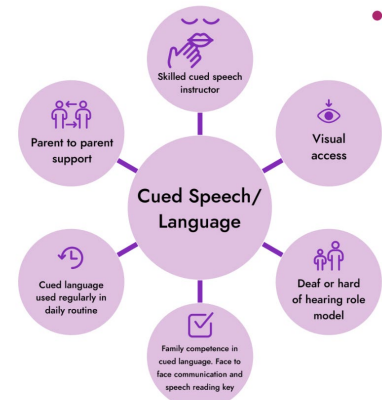 Skilled cued speech
instructor
Parent to parent
support
Visual
access
Cued Speech/
Language
Cued language
used regularly in
daily routine
Deaf or hard
of hearing role
model
Family competence in
cued language. Face to
face communication and
speech reading key